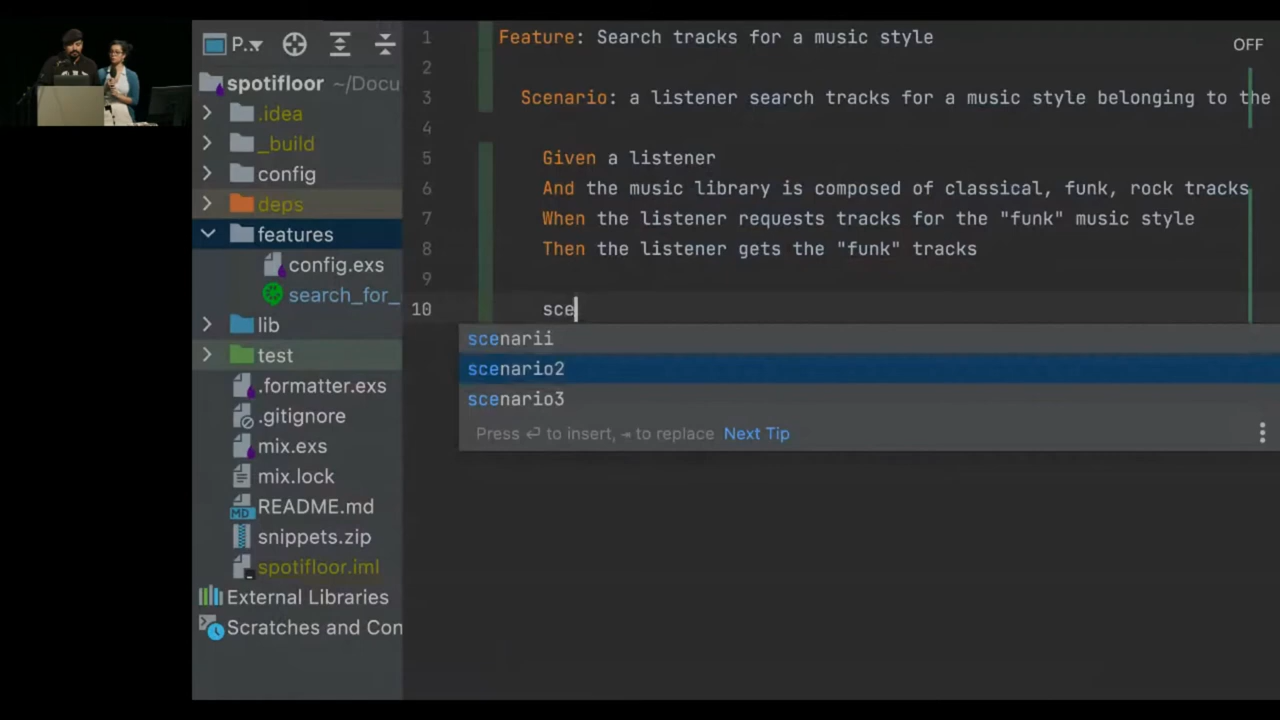 P..
spotifloor ~/Docu
.idea
_build
config
deps
features
config.exs
search_for_
lib
test
.formatter.exs
.gitignore
mix.exs
mix.lock
README.md
snippets.zip
spotifloor.iml
External Libraries
Scratches and Con
1 Feature: Search tracks for a music style
2
3 Scenario: a listener search tracks for a music style belonging to the
4
5 Given a listener
6 And the music library is composed of classical, funk, rock tracks
7 When the listener requests tracks for the "funk" music style
8 Then the listener gets the "funk" tracks
9
10 sce
scenarii
scenario2
scenario3
Press ↵ to insert, ⇥ to replace Next Tip
OFF
MD